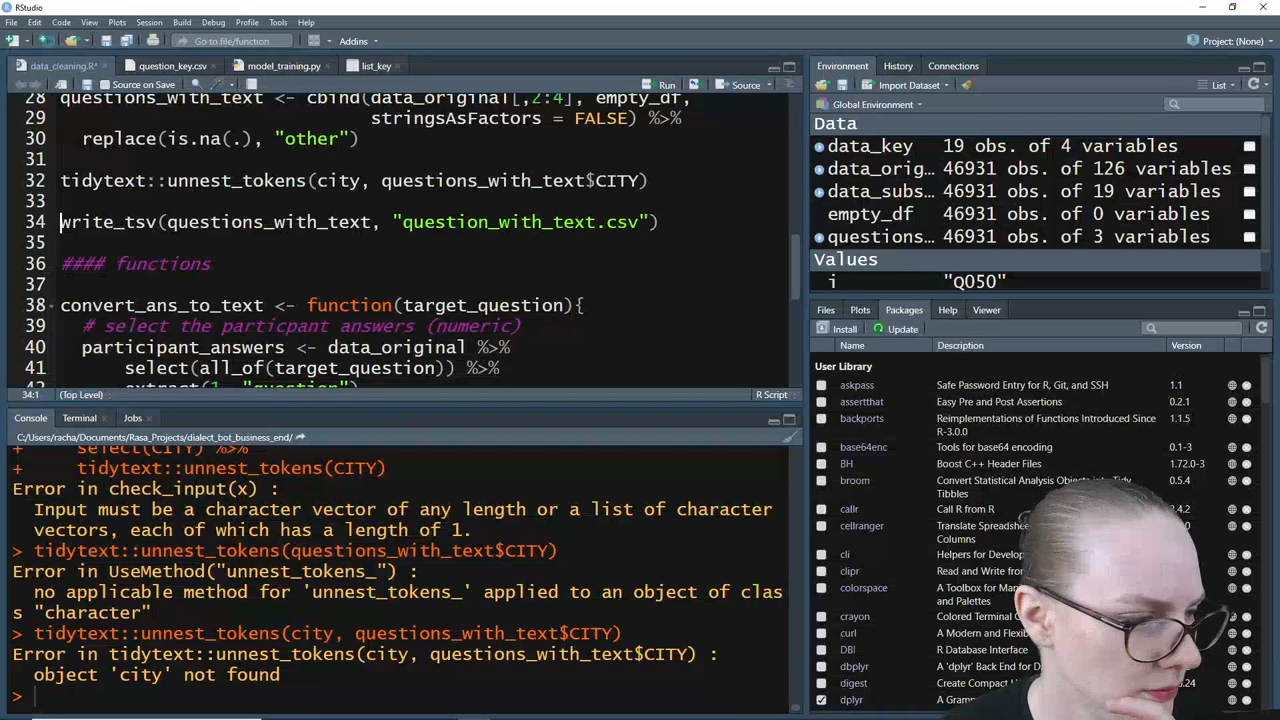 RStudio
File Edit Code View Plots Session Build Debug Profile Tools Help
Go to file/function Addins Project: (None)
data_cleaning.R* question_key.csv model_training.py list_key
Source on Save Run Source
28 questions_with_text <- cbind(data_original[,2:4], empty_df,
29 stringsAsFactors = FALSE) %>%
30 replace(is.na(.), "other")
31
32 tidytext::unnest_tokens(city, questions_with_text$CITY)
33
34 write_tsv(questions_with_text, "question_with_text.csv")
35
36 #### functions
37
38 convert_ans_to_text <- function(target_question){
39 # select the particpant answers (numeric)
40 participant_answers <- data_original %>%
41 select(all_of(target_question)) %>%
42 extract(1, "question")
34:1 (Top Level) R Script
Console Terminal Jobs
C:/Users/racha/Documents/Rasa_Projects/dialect_bot_business_end/
+ select(CITY) %>%
+ tidytext::unnest_tokens(CITY)
Error in check_input(x) :
Input must be a character vector of any length or a list of character
vectors, each of which has a length of 1.
> tidytext::unnest_tokens(questions_with_text$CITY)
Error in UseMethod("unnest_tokens_") :
no applicable method for 'unnest_tokens_' applied to an object of clas
s "character"
> tidytext::unnest_tokens(city, questions_with_text$CITY)
Error in tidytext::unnest_tokens(city, questions_with_text$CITY) :
object 'city' not found
>
Environment History Connections
Import Dataset List
Global Environment
Data
data_key 19 obs. of 4 variables
data_orig… 46931 obs. of 126 variables
data_subs… 46931 obs. of 19 variables
empty_df 46931 obs. of 0 variables
questions… 46931 obs. of 3 variables
Values
i "Q050"
Files Plots Packages Help Viewer
Install Update
Name Description Version
User Library
askpass Safe Password Entry for R, Git, and SSH 1.1
assertthat Easy Pre and Post Assertions 0.2.1
backports Reimplementations of Functions Introduced Since 1.1.5
R-3.0.0
base64enc Tools for base64 encoding 0.1-3
BH Boost C++ Header Files 1.72.0-3
broom Convert Statistical Analysis Objects into Tidy 0.5.4
Tibbles
callr Call R from R 3.4.2
cellranger Translate Spreadsheet
Columns
cli Helpers for Develop
clipr Read and Write from
colorspace A Toolbox for Man
and Palettes
crayon Colored Terminal
curl A Modern and Flexib
DBI R Database Interface
dbplyr A 'dplyr' Back End for D
digest Create Compact
dplyr A Gramm